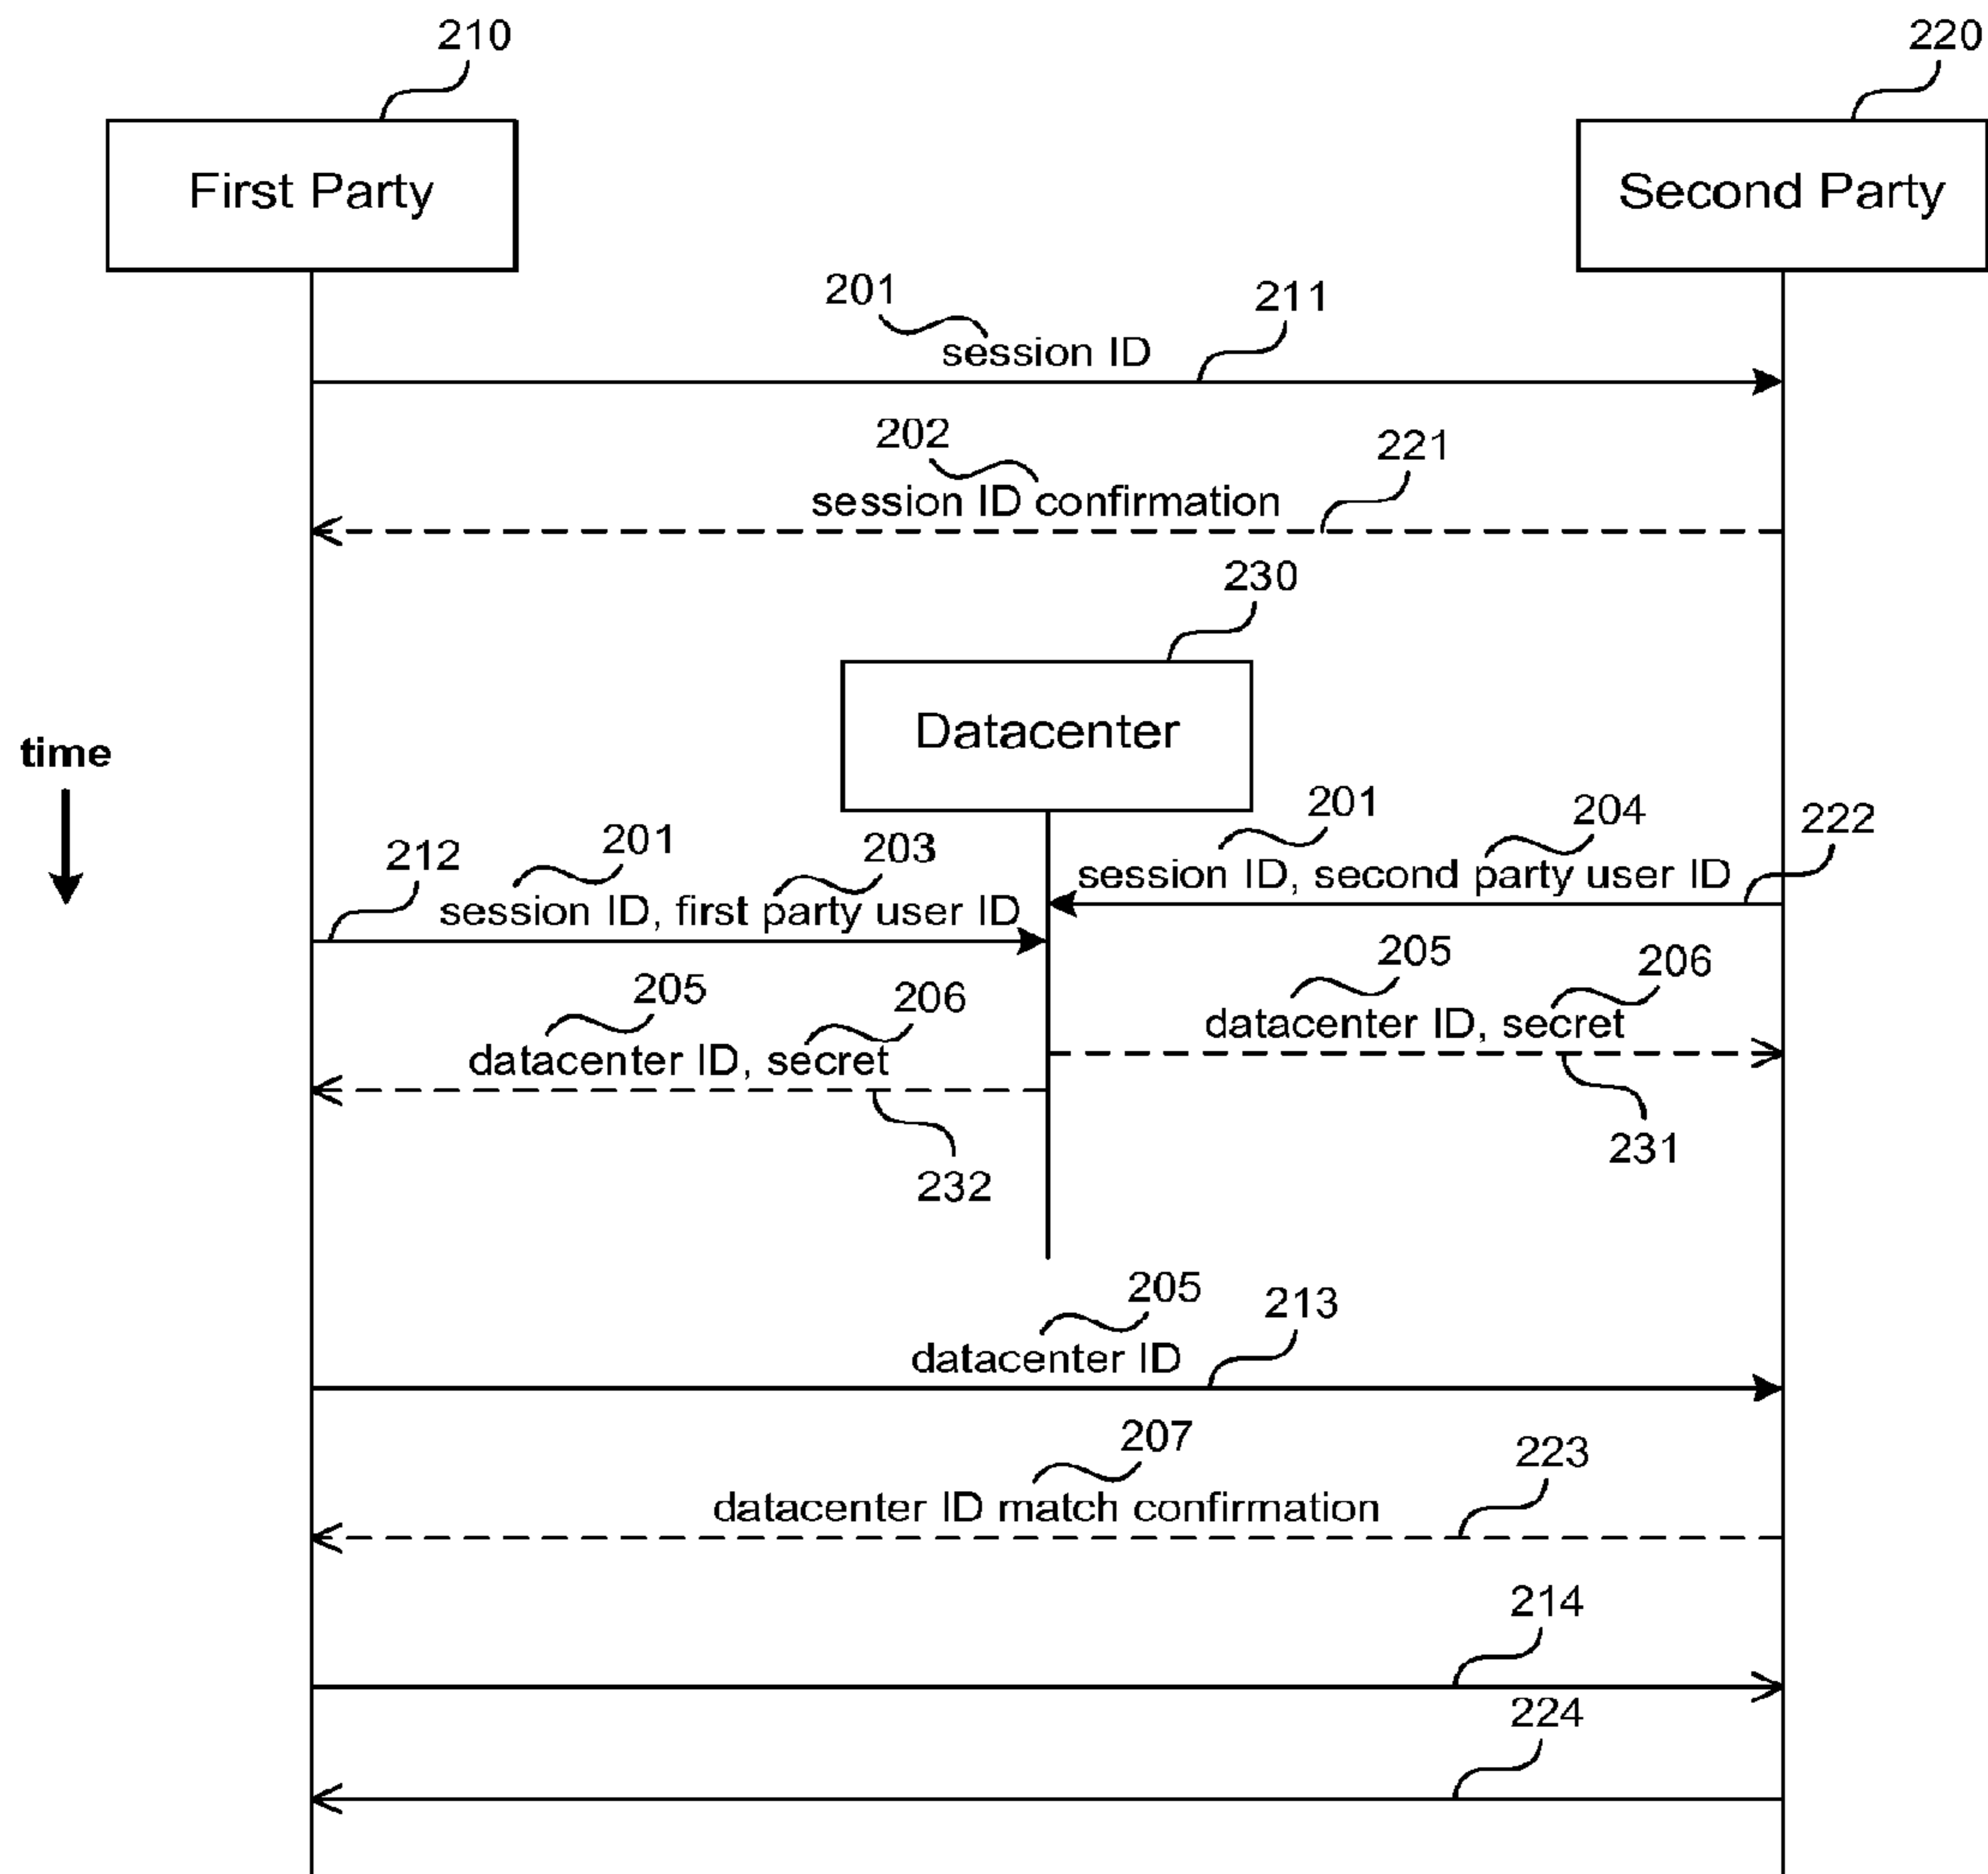 210
220
First Party
Second Party
201
211
session ID
202
221
session ID confirmation
230
Datacenter
time
201
204
222
session ID, second party user ID
212
201
203
session ID, first party user ID
205
206
datacenter ID, secret
205
206
datacenter ID, secret
231
232
205
213
datacenter ID
207
223
datacenter ID match confirmation
214
224